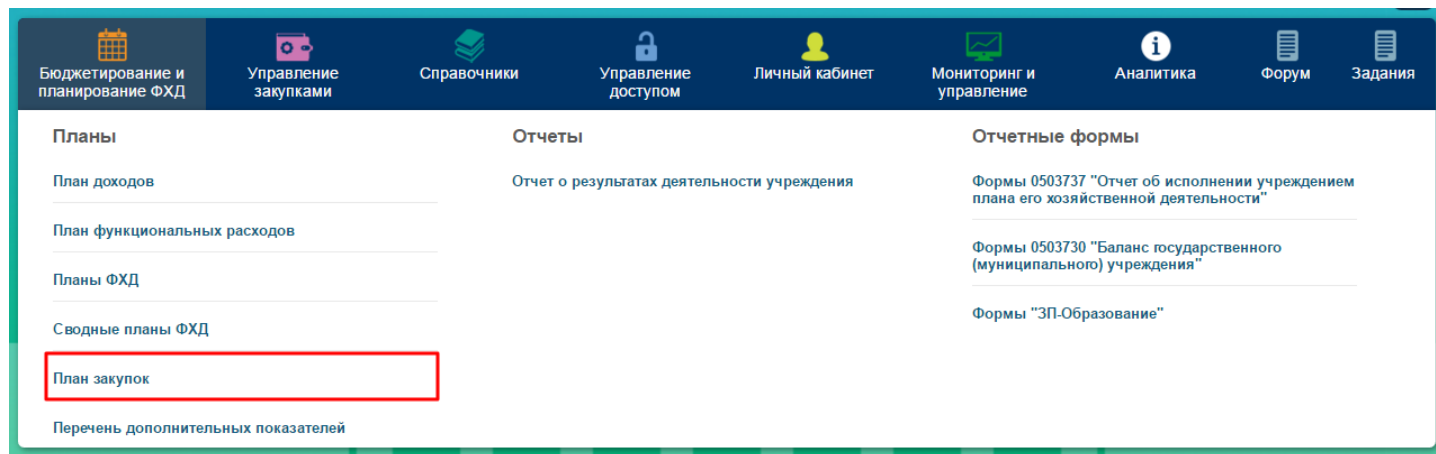 Бюджетирование и
планирование ФХД
Управление
закупками
Справочники
Управление
доступом
Личный кабинет
Мониторинг и
управление
Аналитика
Форум
Задания
Планы
План доходов
План функциональных расходов
Планы ФХД
Сводные планы ФХД
План закупок
Перечень дополнительных показателей
Отчеты
Отчет о результатах деятельности учреждения
Отчетные формы
Формы 0503737 "Отчет об исполнении учреждением
плана его хозяйственной деятельности"
Формы 0503730 "Баланс государственного
(муниципального) учреждения"
Формы "ЗП-Образование"